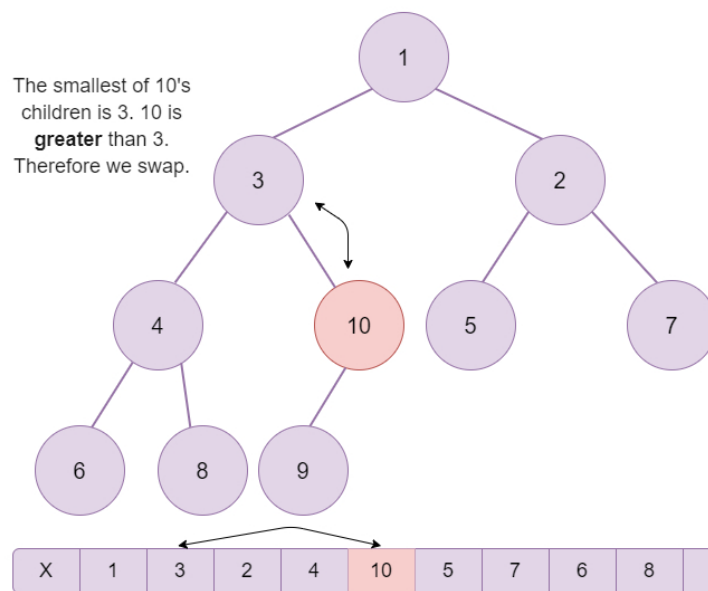 1
The smallest of 10's
children is 3. 10 is
greater than 3.
Therefore we swap.
3
2
4
10
5
7
6
8
9
X 1 3 2 4 10 5 7 6 8